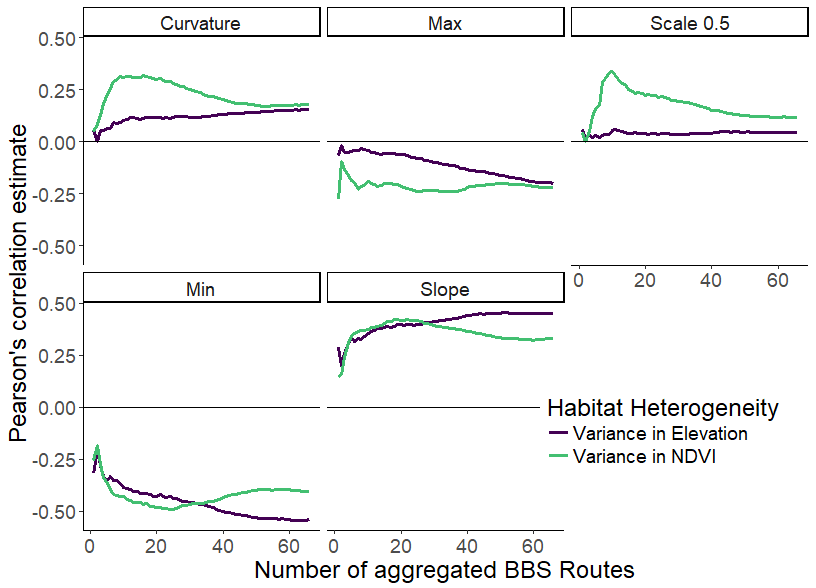 Curvature Max Scale 0.5
0.50
0.25
0.00
-0.25
-0.50
0 20 40 60
Min Slope
0.50
0.25
0.00
-0.25
-0.50
0 20 40 60 0 20 40 60
Pearson's correlation estimate
Number of aggregated BBS Routes
Habitat Heterogeneity
Variance in Elevation
Variance in NDVI